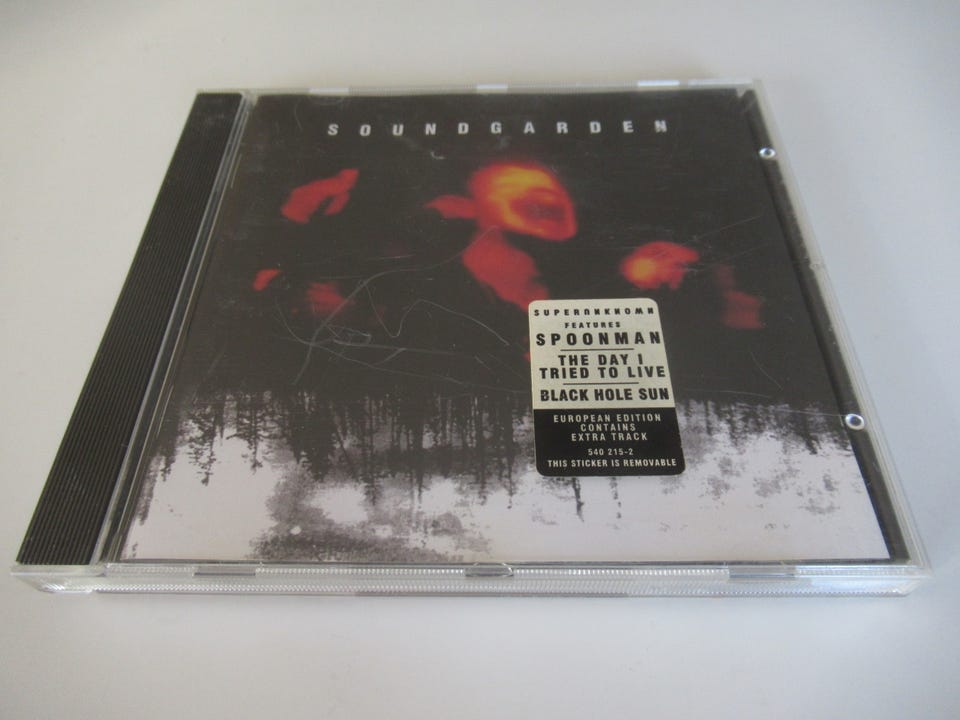 SOUNDGARDEN
SUPERUNKNOWN
FEATURES
SPOONMAN
THE DAY I
TRIED TO LIVE
BLACK HOLE SUN
EUROPEAN EDITION
CONTAINS
EXTRA TRACK
540 215-2
THIS STICKER IS REMOVABLE